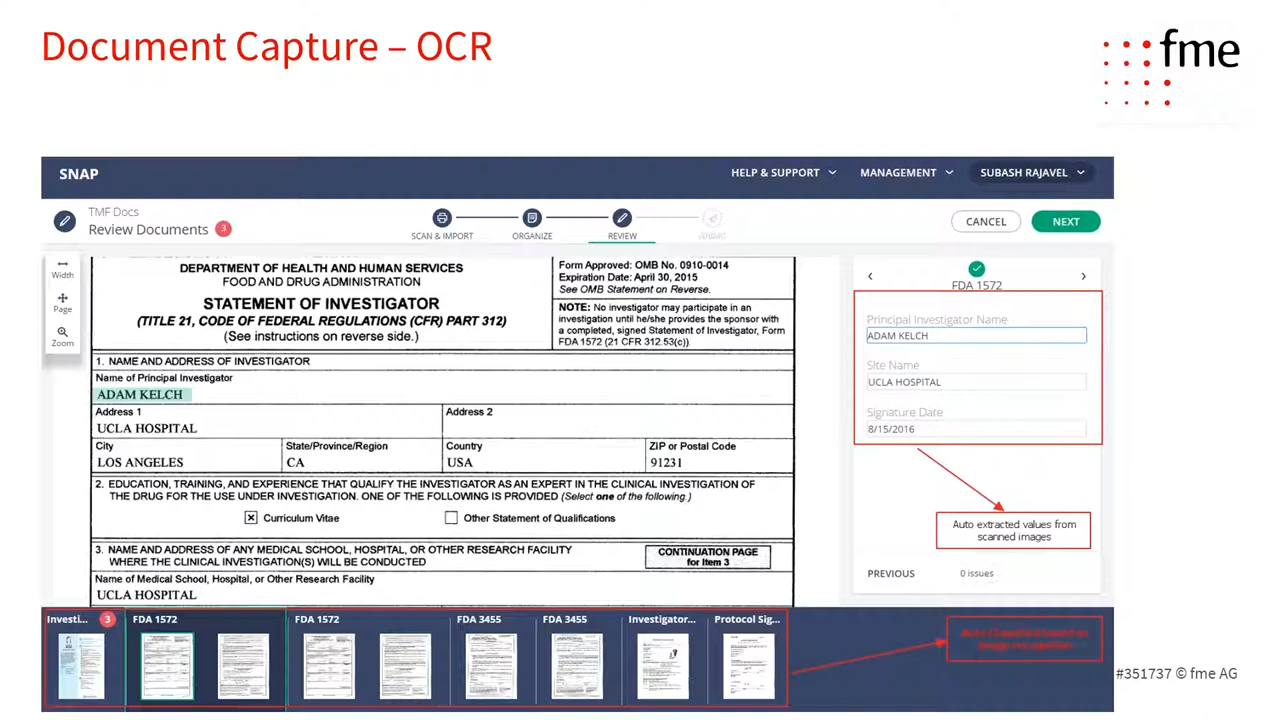 Document Capture – OCR
fme
SNAP
HELP & SUPPORT
MANAGEMENT
SUBASH RAJAVEL
TMF Docs
Review Documents 3
SCAN & IMPORT
ORGANIZE
REVIEW
CANCEL
NEXT
Width
Page
Zoom
DEPARTMENT OF HEALTH AND HUMAN SERVICES
FOOD AND DRUG ADMINISTRATION
STATEMENT OF INVESTIGATOR
(TITLE 21, CODE OF FEDERAL REGULATIONS (CFR) PART 312)
(See instructions on reverse side.)
Form Approved: OMB No. 0910-0014
Expiration Date: April 30, 2015
See OMB Statement on Reverse.
NOTE: No investigator may participate in an
investigation until he/she provides the sponsor with
a completed, signed Statement of Investigator, Form
FDA 1572 (21 CFR 312.53(c)).
1. NAME AND ADDRESS OF INVESTIGATOR
Name of Principal Investigator
ADAM KELCH
Address 1
UCLA HOSPITAL
Address 2
City
LOS ANGELES
State/Province/Region
CA
Country
USA
ZIP or Postal Code
91231
2. EDUCATION, TRAINING, AND EXPERIENCE THAT QUALIFY THE INVESTIGATOR AS AN EXPERT IN THE CLINICAL INVESTIGATION OF
THE DRUG FOR THE USE UNDER INVESTIGATION. ONE OF THE FOLLOWING IS PROVIDED (Select one of the following.)
Curriculum Vitae
Other Statement of Qualifications
3. NAME AND ADDRESS OF ANY MEDICAL SCHOOL, HOSPITAL, OR OTHER RESEARCH FACILITY
WHERE THE CLINICAL INVESTIGATION(S) WILL BE CONDUCTED
CONTINUATION PAGE
for Item 3
Name of Medical School, Hospital, or Other Research Facility
UCLA HOSPITAL
FDA 1572
Principal Investigator Name
ADAM KELCH
Site Name
UCLA HOSPITAL
Signature Date
8/15/2016
Auto extracted values from
scanned images
PREVIOUS
0 issues
Investi... 3
FDA 1572
FDA 1572
FDA 3455
FDA 3455
Investigator...
Protocol Sig...
#351737 © fme AG